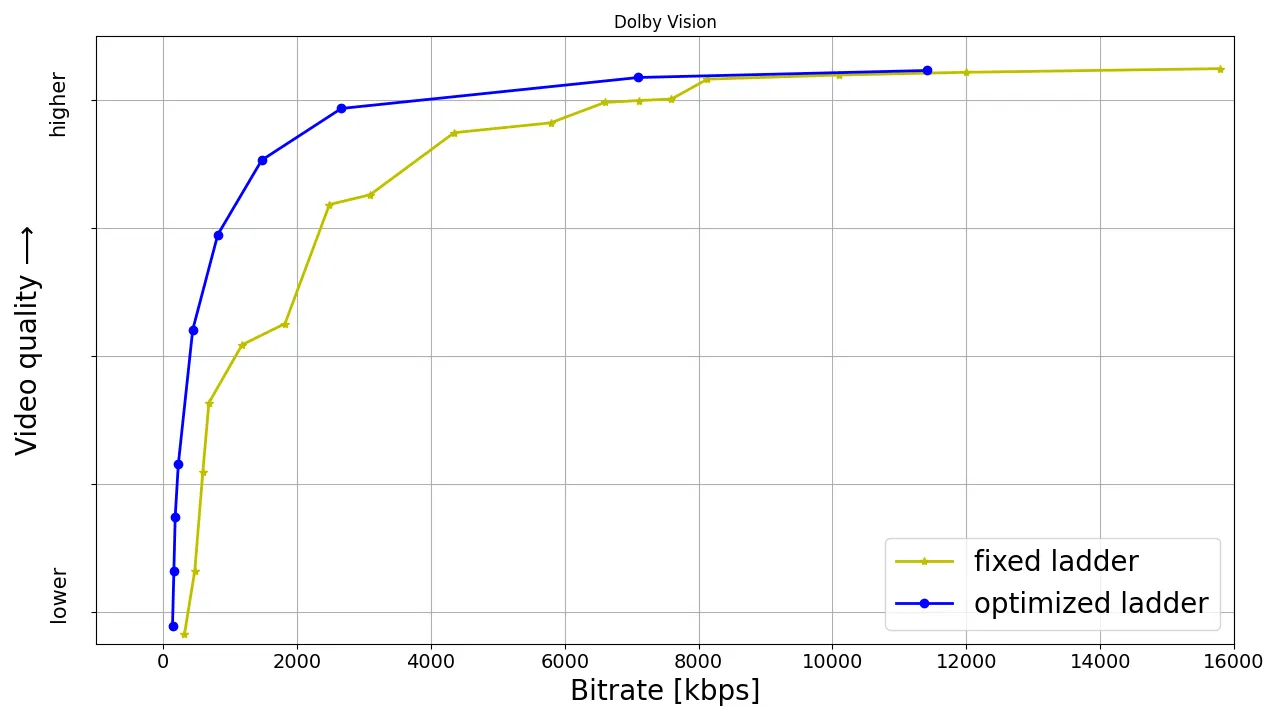 Dolby Vision
higher
Video quality ⟶
lower
fixed ladder
optimized ladder
0 2000 4000 6000 8000 10000 12000 14000 16000
Bitrate [kbps]